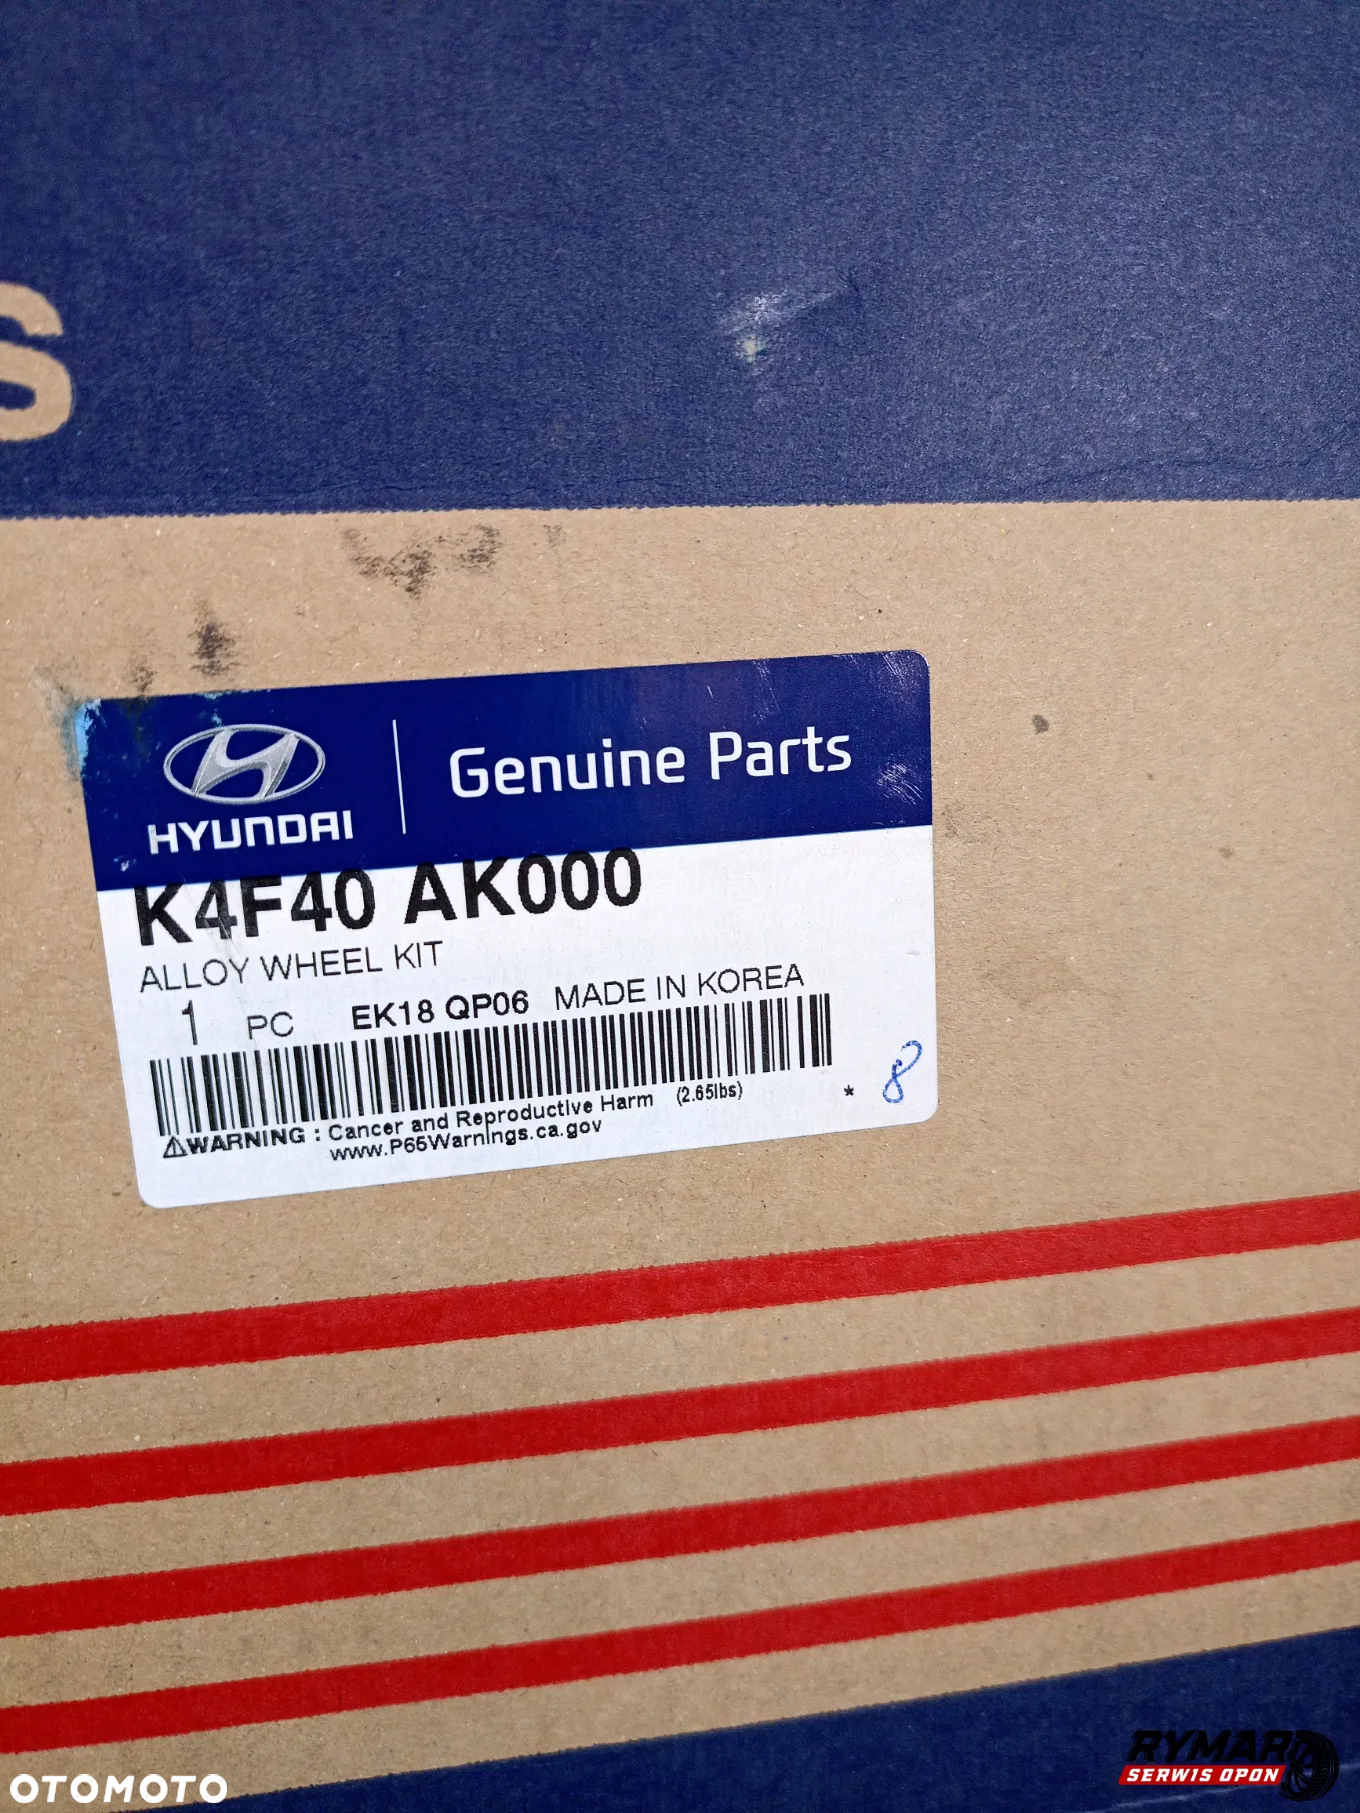 S
HYUNDAI
Genuine Parts
K4F40 AK000
ALLOY WHEEL KIT
1 PC EK18 QP06 MADE IN KOREA
⚠WARNING : Cancer and Reproductive Harm (2.65lbs) *
www.P65Warnings.ca.gov
8
OTOMOTO
RYMAR
SERWIS OPON